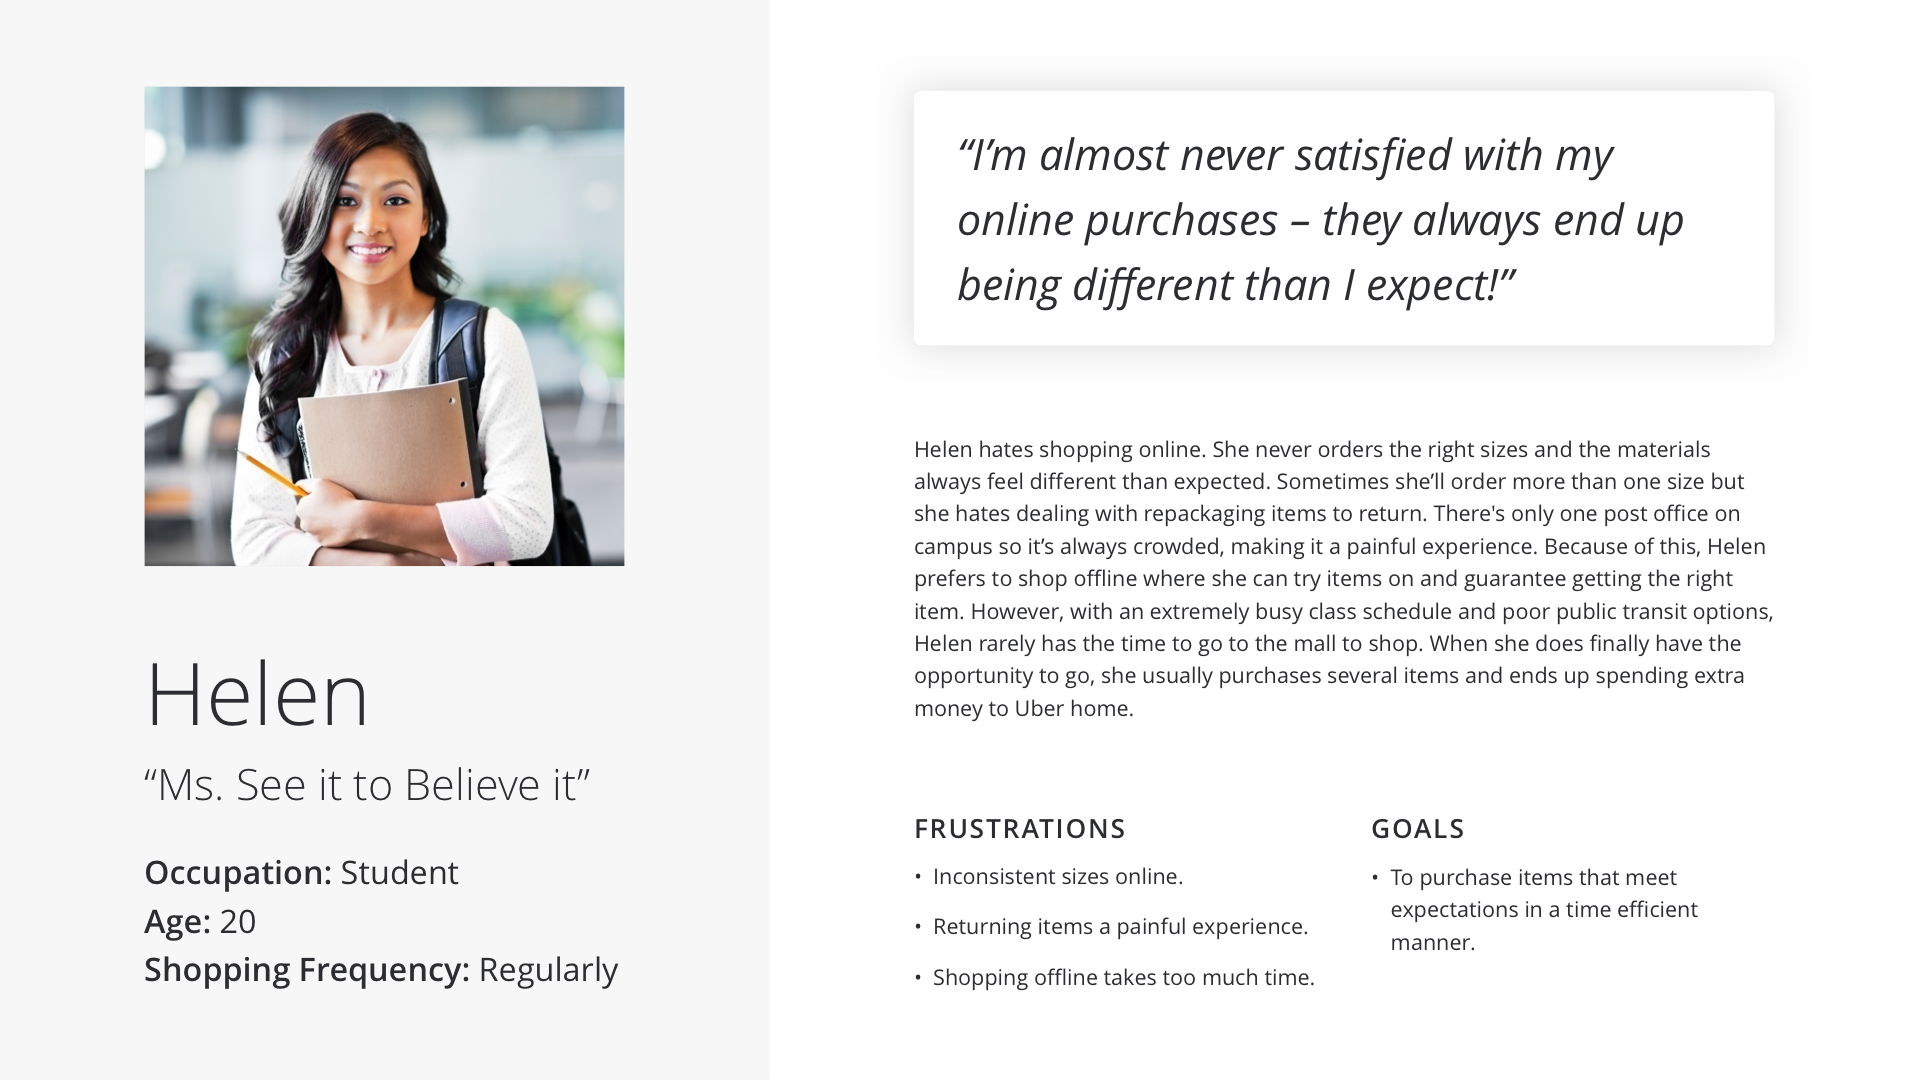 Helen
“Ms. See it to Believe it”
Occupation: Student
Age: 20
Shopping Frequency: Regularly
“I’m almost never satisfied with my
online purchases – they always end up
being different than I expect!”
Helen hates shopping online. She never orders the right sizes and the materials
always feel different than expected. Sometimes she’ll order more than one size but
she hates dealing with repackaging items to return. There's only one post office on
campus so it’s always crowded, making it a painful experience. Because of this, Helen
prefers to shop offline where she can try items on and guarantee getting the right
item. However, with an extremely busy class schedule and poor public transit options,
Helen rarely has the time to go to the mall to shop. When she does finally have the
opportunity to go, she usually purchases several items and ends up spending extra
money to Uber home.
FRUSTRATIONS
• Inconsistent sizes online.
• Returning items a painful experience.
• Shopping offline takes too much time.
GOALS
• To purchase items that meet
expectations in a time efficient
manner.